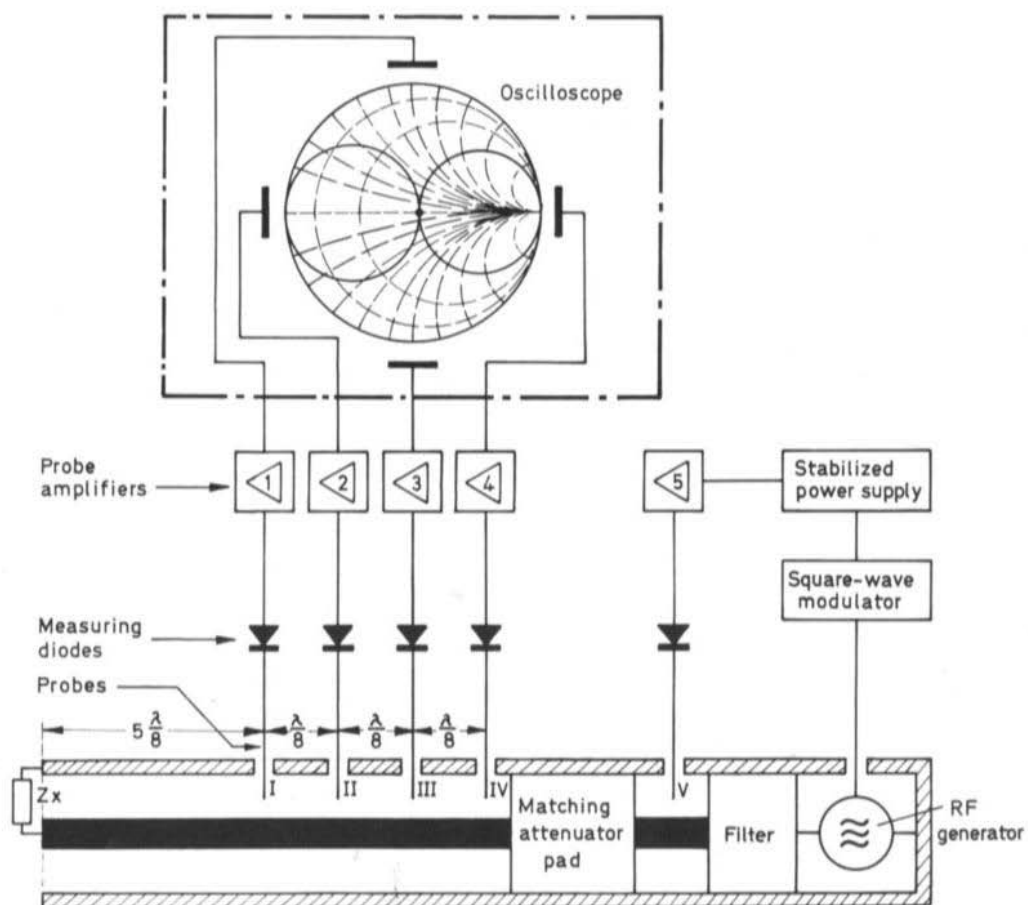 Oscilloscope
Probe
amplifiers
1
2
3
4
5
Stabilized
power supply
Square-wave
modulator
Measuring
diodes
Probes
5 λ/8
λ/8
λ/8
λ/8
Zx
I
II
III
IV
V
Matching
attenuator
pad
Filter
RF
generator